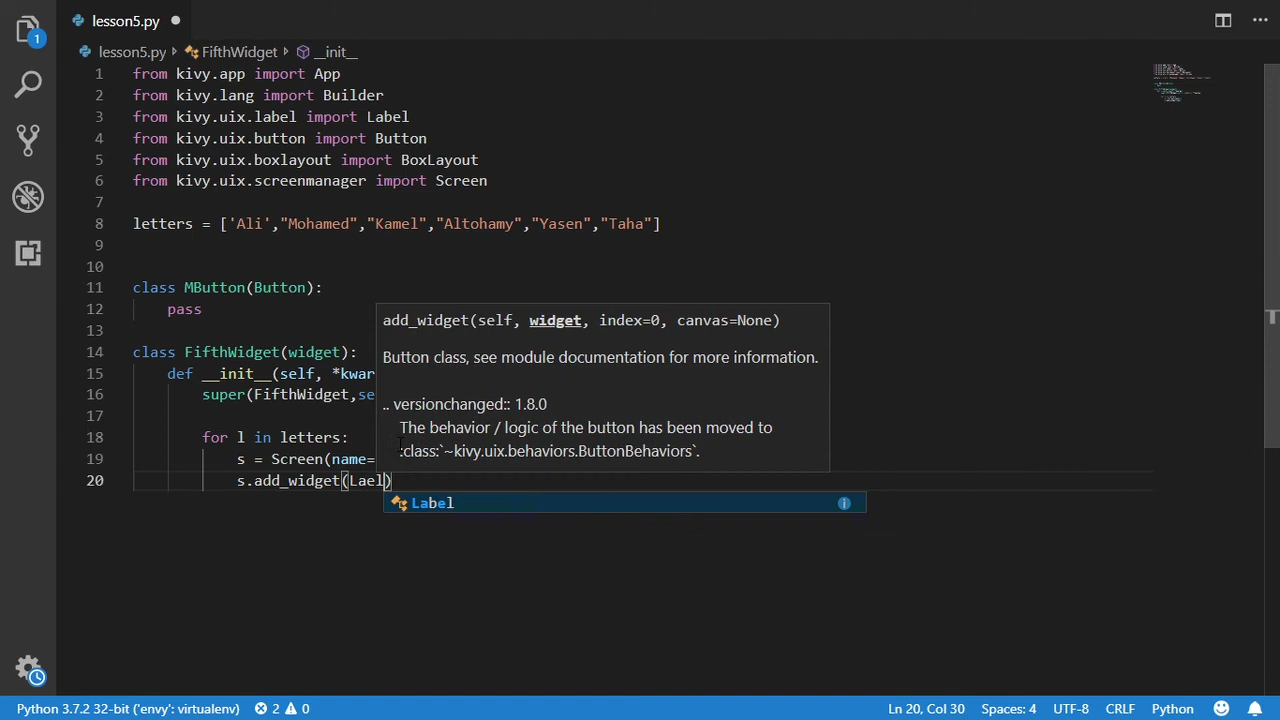 lesson5.py
1
lesson5.py FifthWidget __init__
1 from kivy.app import App
2 from kivy.lang import Builder
3 from kivy.uix.label import Label
4 from kivy.uix.button import Button
5 from kivy.uix.boxlayout import BoxLayout
6 from kivy.uix.screenmanager import Screen
7
8 letters = ['Ali',"Mohamed","Kamel","Altohamy","Yasen","Taha"]
9
10
11 class MButton(Button):
12 pass
13
14 class FifthWidget(widget):
15 def __init__(self, *kwar
16 super(FifthWidget,se
17
18 for l in letters:
19 s = Screen(name=
20 s.add_widget(Lael)
add_widget(self, widget, index=0, canvas=None)
Button class, see module documentation for more information.
.. versionchanged:: 1.8.0
The behavior / logic of the button has been moved to
:class:`~kivy.uix.behaviors.ButtonBehaviors`.
Label
Python 3.7.2 32-bit ('envy': virtualenv) 2 0 Ln 20, Col 30 Spaces: 4 UTF-8 CRLF Python